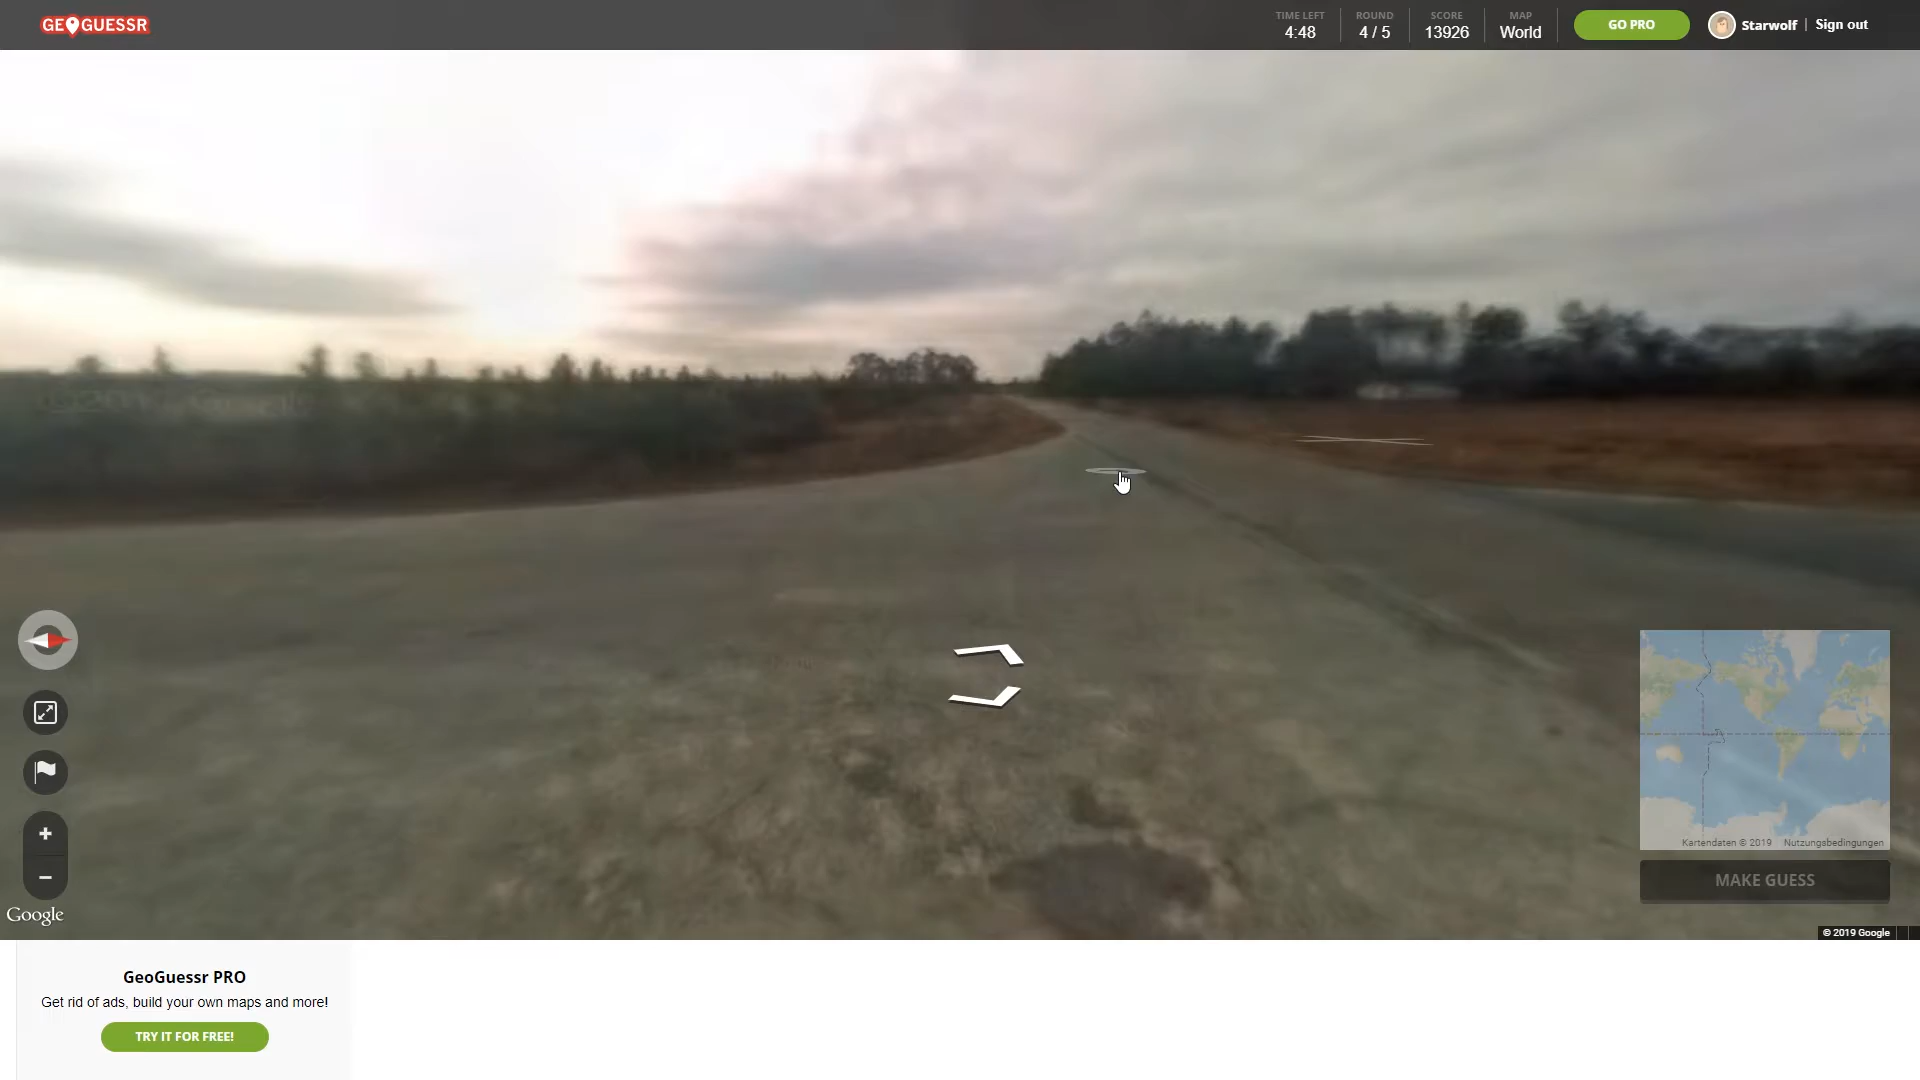 GEOGUESSR
TIME LEFT
4:48
ROUND
4 / 5
SCORE
13926
MAP
World
GO PRO
Starwolf
Sign out
Kartendaten © 2019 Nutzungsbedingungen
MAKE GUESS
Google
© 2019 Google
GeoGuessr PRO
Get rid of ads, build your own maps and more!
TRY IT FOR FREE!